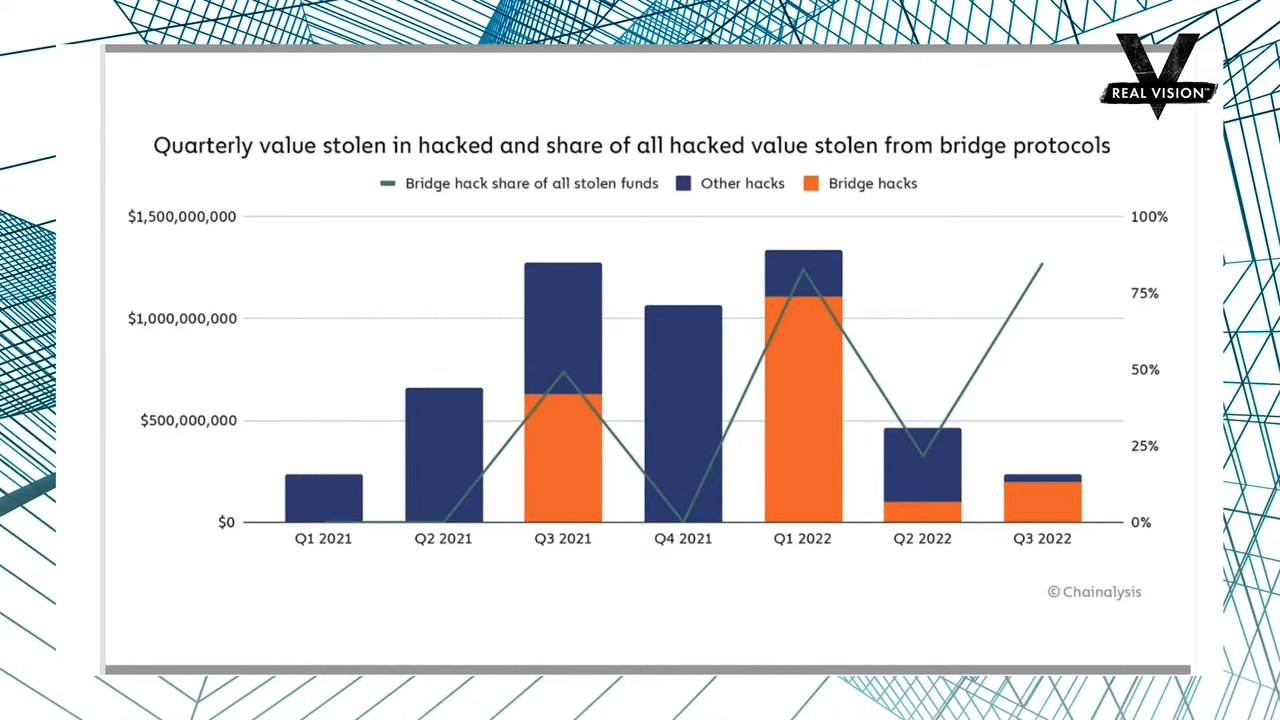 REAL VISION™
Quarterly value stolen in hacked and share of all hacked value stolen from bridge protocols
Bridge hack share of all stolen funds Other hacks Bridge hacks
$1,500,000,000 100%
75%
$1,000,000,000
50%
$500,000,000
25%
$0 0%
Q1 2021 Q2 2021 Q3 2021 Q4 2021 Q1 2022 Q2 2022 Q3 2022
© Chainalysis